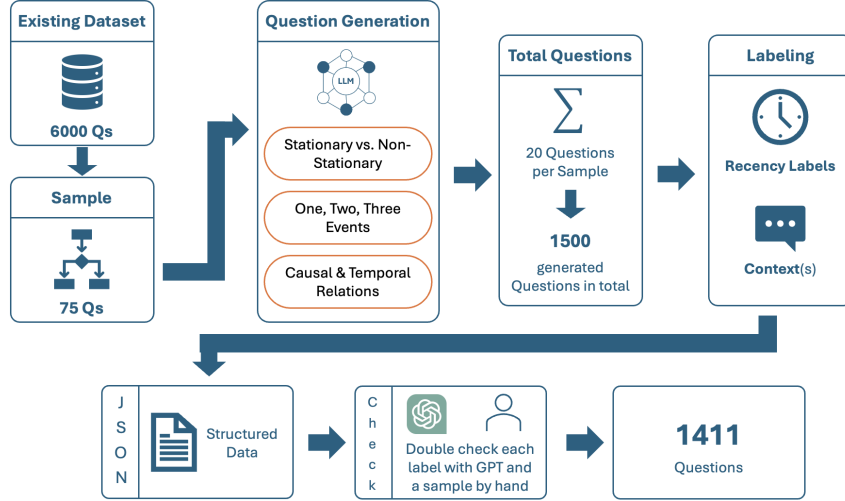 Existing Dataset
6000 Qs
Sample
75 Qs
Question Generation
LLM
Stationary vs. Non-
Stationary
One, Two, Three
Events
Causal & Temporal
Relations
Total Questions
20 Questions
per Sample
1500
generated
Questions in total
Labeling
Recency Labels
Context(s)
JSON
Structured
Data
Check
Double check each
label with GPT and
a sample by hand
1411
Questions